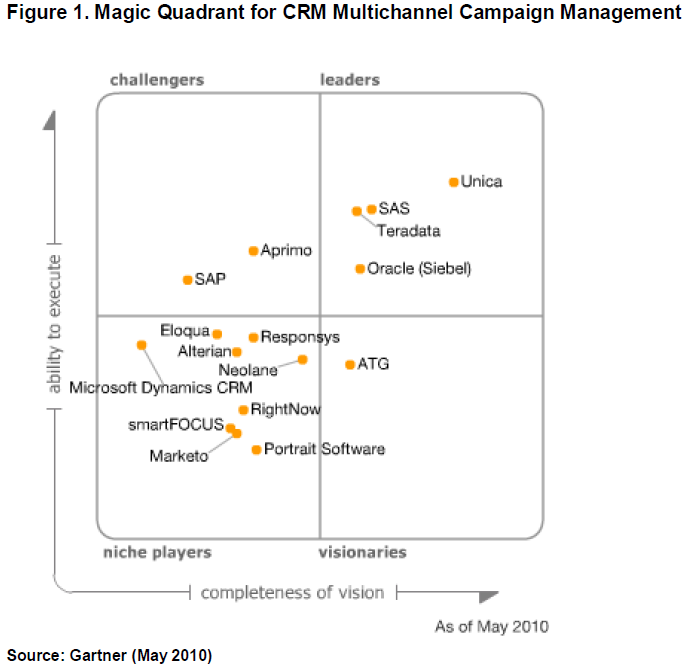 Figure 1. Magic Quadrant for CRM Multichannel Campaign Management
challengers
leaders
Unica
SAS
Teradata
Aprimo
Oracle (Siebel)
SAP
ability to execute
Eloqua
Responsys
Alterian
Neolane
ATG
Microsoft Dynamics CRM
RightNow
smartFOCUS
Marketo
Portrait Software
niche players
visionaries
completeness of vision
As of May 2010
Source: Gartner (May 2010)